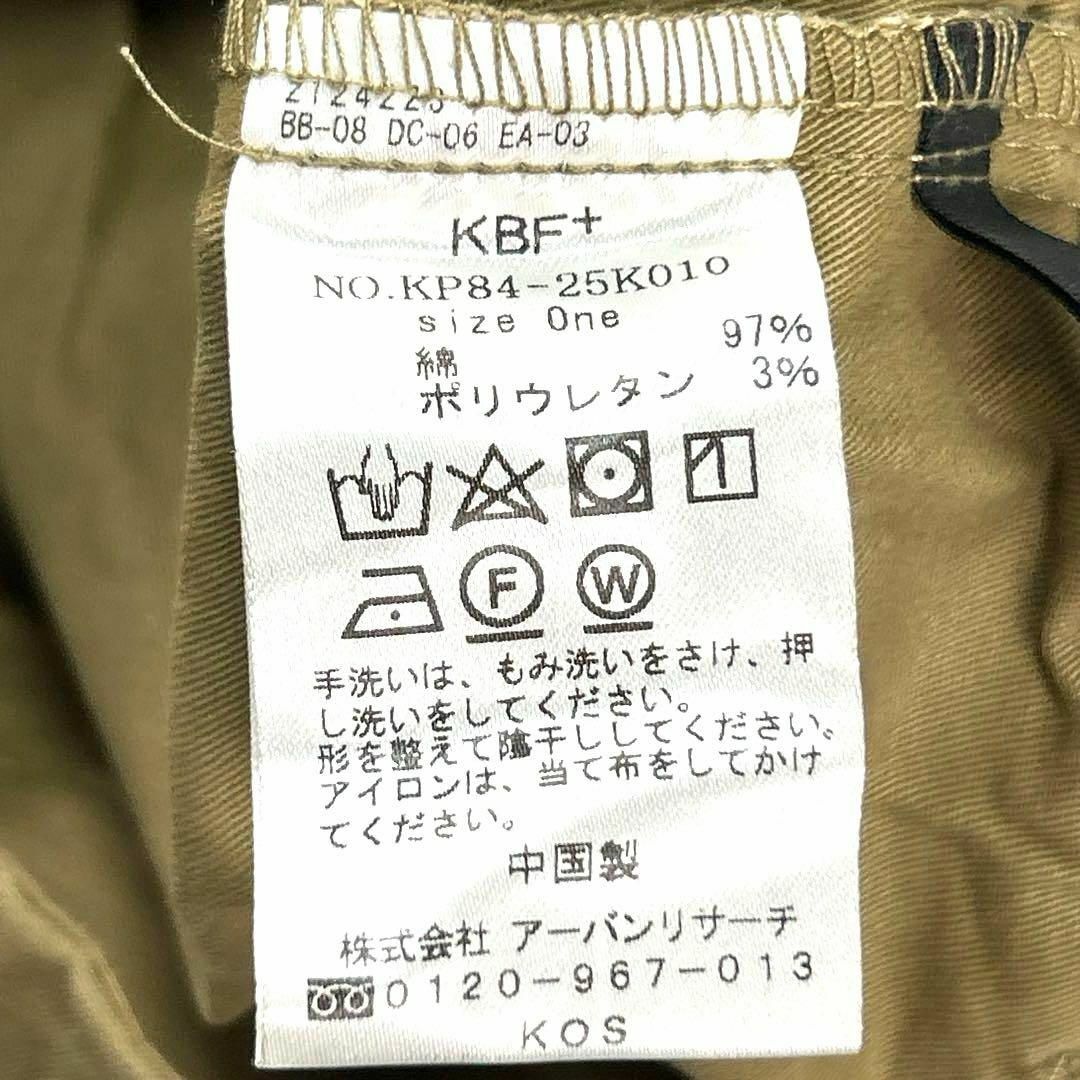 BB-08 DC-06 EA-03
KBF+
NO.KP84-25K010
size One
綿 97%
ポリウレタン 3%
F W
手洗いは、もみ洗いをさけ、押
し洗いをしてください。
形を整えて陰干ししてください。
アイロンは、当て布をしてかけ
てください。
中国製
株式会社 アーバンリサーチ
0120-967-013
KOS